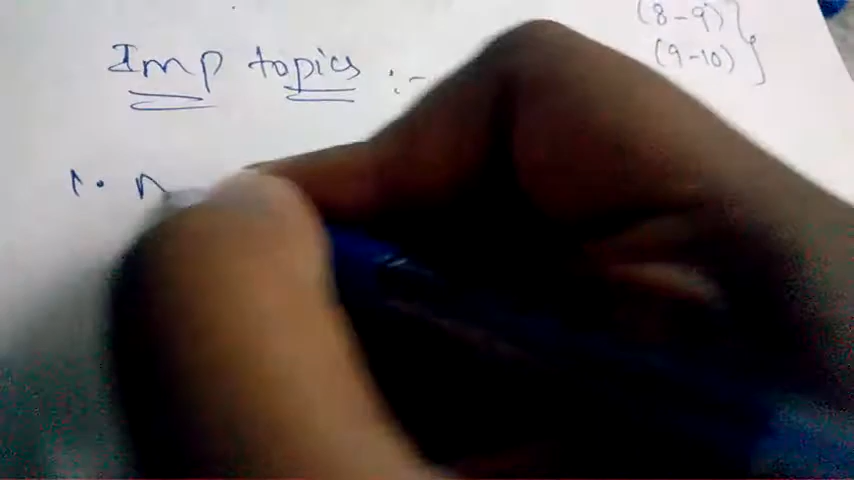 (8-9)
(9-10)
Imp topics :-
1. n